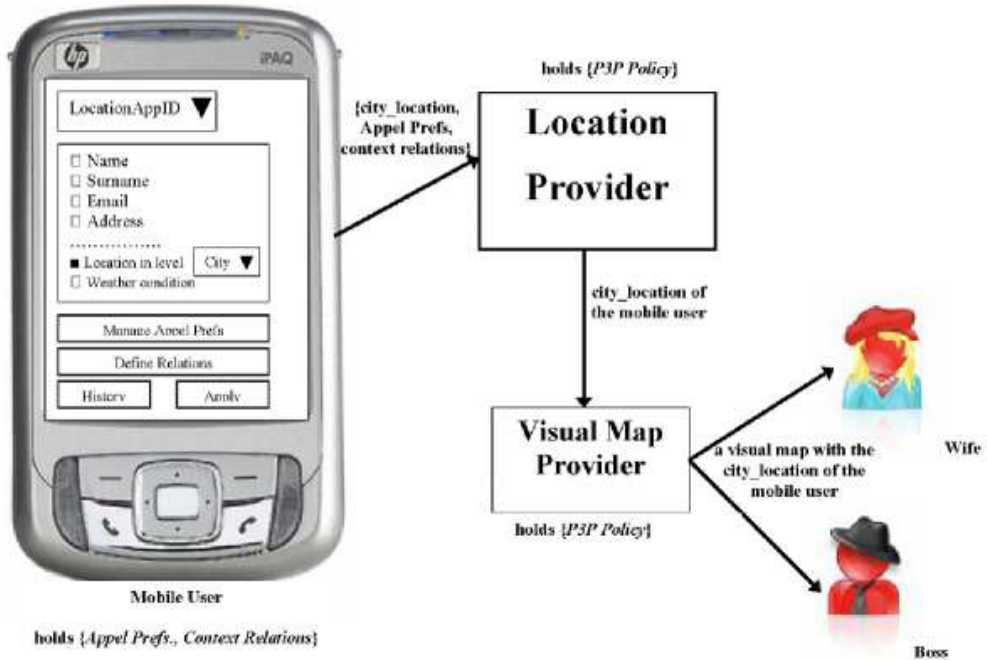 hp
iPAQ
LocationAppID
Name
Surname
Email
Address
................
Location in level
City
Weather condition
Manage Appel Prefs
Define Relations
History
Apply
Mobile User
holds {Appel Prefs., Context Relations}
{city_location,
Appel Prefs,
context relations}
holds {P3P Policy}
Location
Provider
city_location of
the mobile user
Visual Map
Provider
holds {P3P Policy}
a visual map with the
city_location of the
mobile user
Wife
Boss